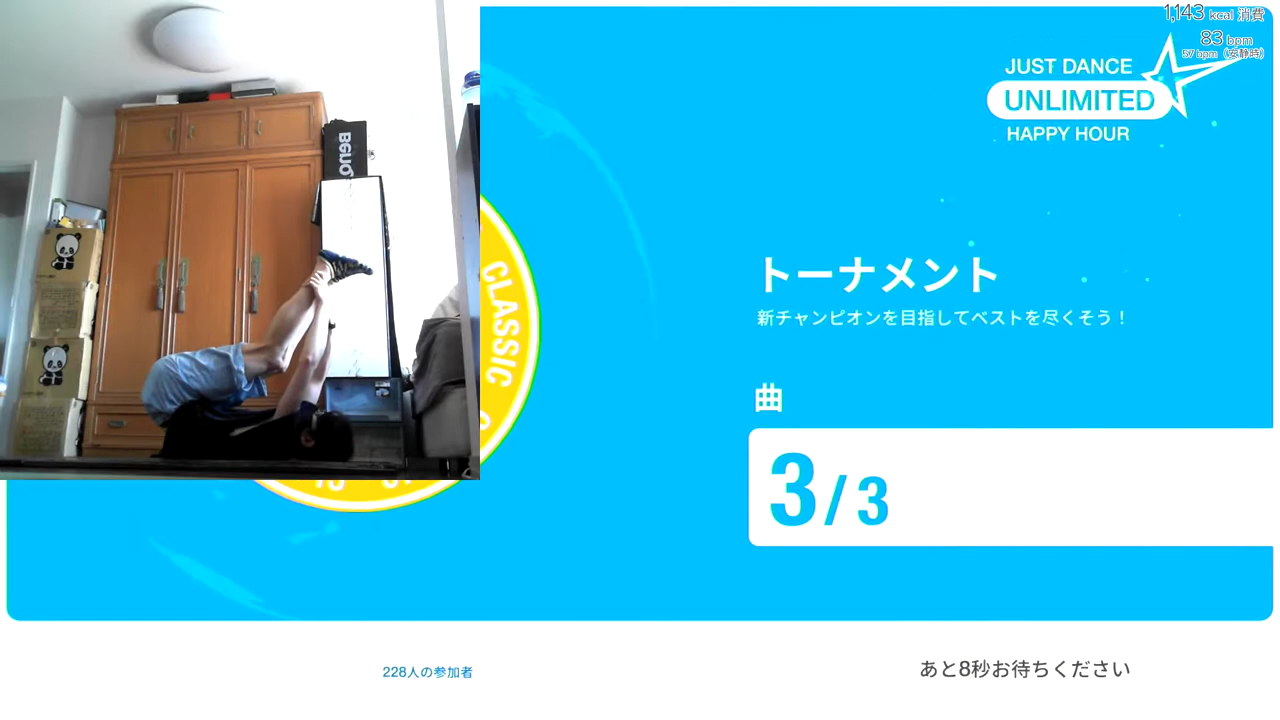 1,143 kcal 消費
83 bpm
57 bpm (安静時)
JUST DANCE
UNLIMITED
HAPPY HOUR
BenQ
CLASSIC
トーナメント
新チャンピオンを目指してベストを尽くそう！
曲
3/3
228人の参加者
あと8秒お待ちください